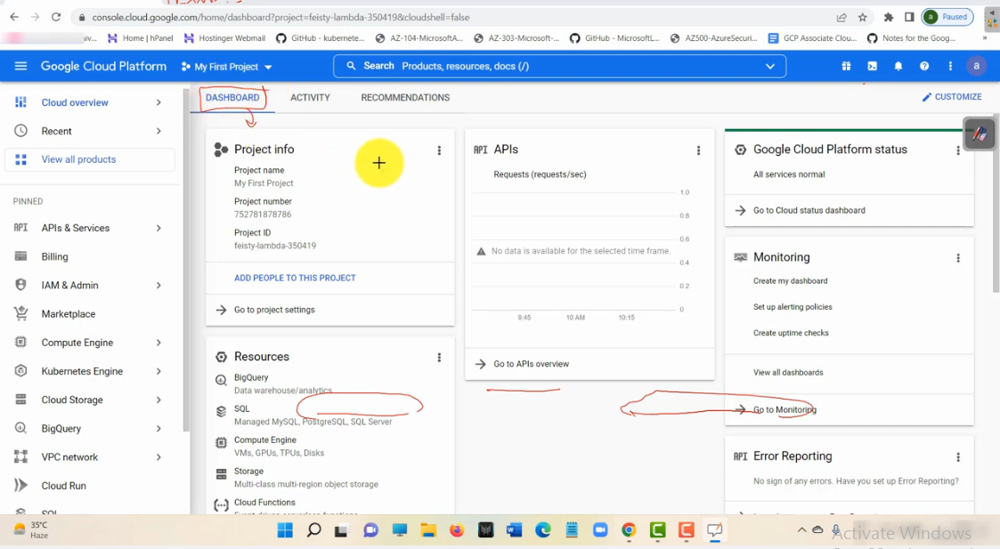 console.cloud.google.com/home/dashboard?project=feisty-lambda-350419&cloudshell=false
a Paused
iv... Home | hPanel Hostinger Webmail GitHub - kubernete... AZ-104-MicrosoftA... AZ-303-Microsoft-... GitHub - MicrosoftL... AZ500-AzureSecuri... GCP Associate Clou... Notes for the Goog... »
Google Cloud Platform My First Project Search Products, resources, docs (/) a
DASHBOARD ACTIVITY RECOMMENDATIONS CUSTOMIZE
Cloud overview
Recent
View all products
PINNED
API APIs & Services
Billing
IAM & Admin
Marketplace
Compute Engine
Kubernetes Engine
Cloud Storage
BigQuery
VPC network
Cloud Run
SQL
Project info
Project name
My First Project
Project number
752781878786
Project ID
feisty-lambda-350419
ADD PEOPLE TO THIS PROJECT
Go to project settings
Resources
BigQuery
Data warehouse/analytics
SQL
Managed MySQL, PostgreSQL, SQL Server
Compute Engine
VMs, GPUs, TPUs, Disks
Storage
Multi-class multi-region object storage
Cloud Functions
Event-driven serverless functions
API APIs
Requests (requests/sec)
1.0
0.8
0.6
No data is available for the selected time frame.
0.4
0.2
0
9:45 10 AM 10:15
Go to APIs overview
Google Cloud Platform status
All services normal
Go to Cloud status dashboard
Monitoring
Create my dashboard
Set up alerting policies
Create uptime checks
View all dashboards
Go to Monitoring
API Error Reporting
No sign of any errors. Have you set up Error Reporting?
35°C
Haze
Activate Windows